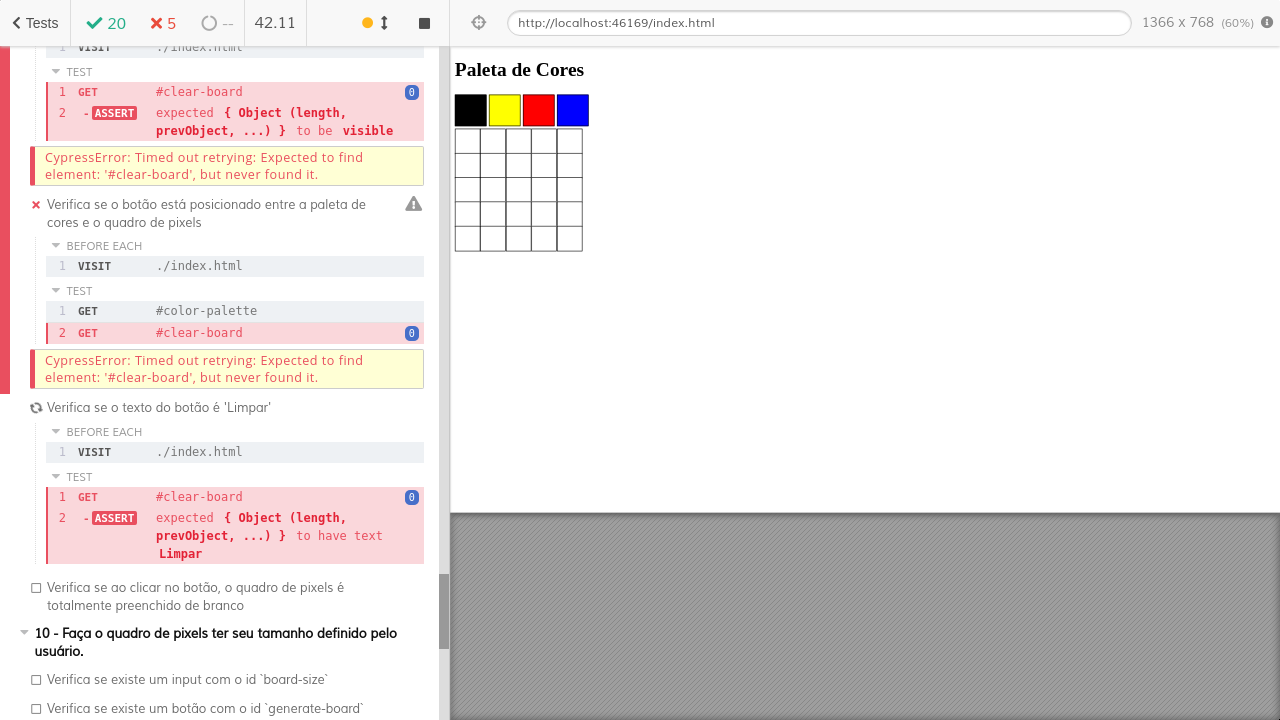 Tests 20 5 -- 42.11 http://localhost:46169/index.html 1366 x 768 (60%)
1 VISIT ./index.html
TEST
1 GET #clear-board 0
2 -ASSERT expected { Object (length,
prevObject, ...) } to be visible
CypressError: Timed out retrying: Expected to find
element: '#clear-board', but never found it.
Verifica se o botão está posicionado entre a paleta de
cores e o quadro de pixels
BEFORE EACH
1 VISIT ./index.html
TEST
1 GET #color-palette
2 GET #clear-board 0
CypressError: Timed out retrying: Expected to find
element: '#clear-board', but never found it.
Verifica se o texto do botão é 'Limpar'
BEFORE EACH
1 VISIT ./index.html
TEST
1 GET #clear-board 0
2 -ASSERT expected { Object (length,
prevObject, ...) } to have text
Limpar
Verifica se ao clicar no botão, o quadro de pixels é
totalmente preenchido de branco
10 - Faça o quadro de pixels ter seu tamanho definido pelo
usuário.
Verifica se existe um input com o id `board-size`
Verifica se existe um botão com o id `generate-board`
Paleta de Cores